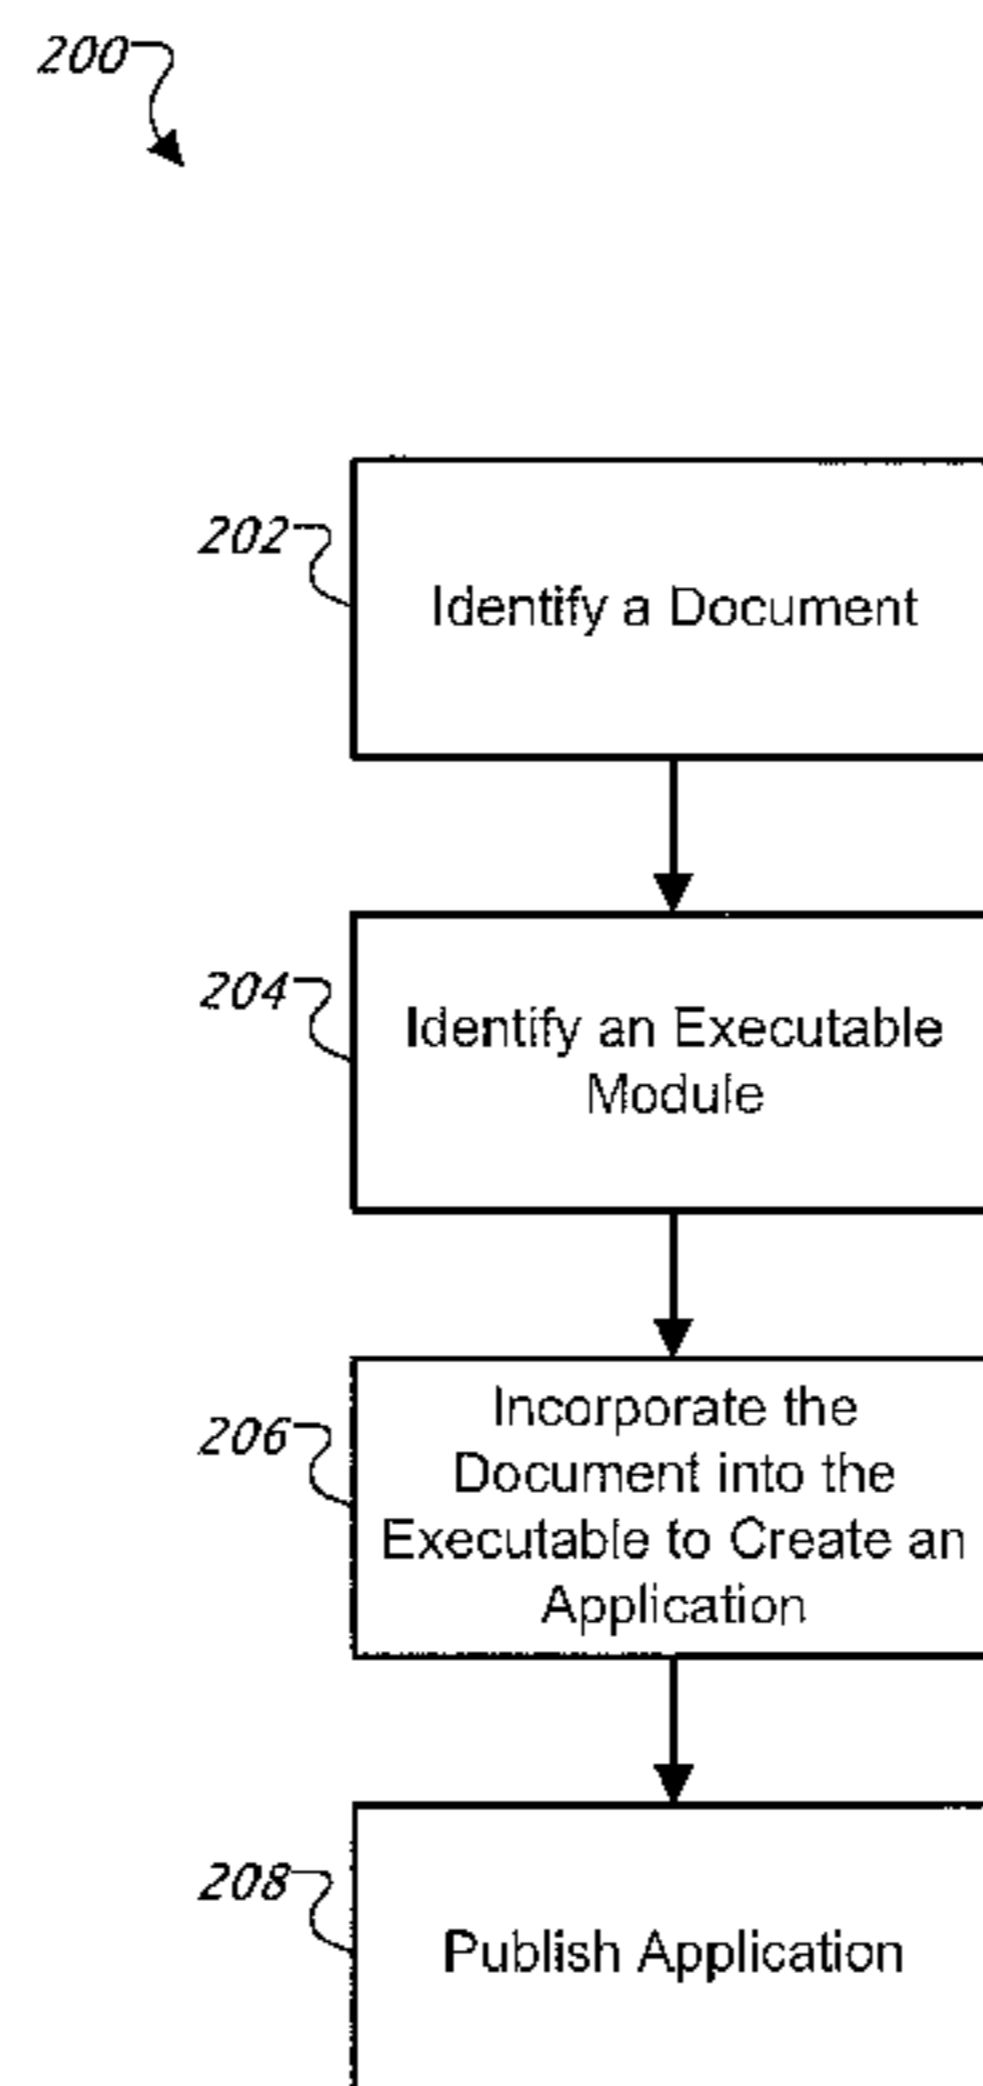 200
202
Identify a Document
204
Identify an Executable
Module
206
Incorporate the
Document into the
Executable to Create an
Application
208
Publish Application